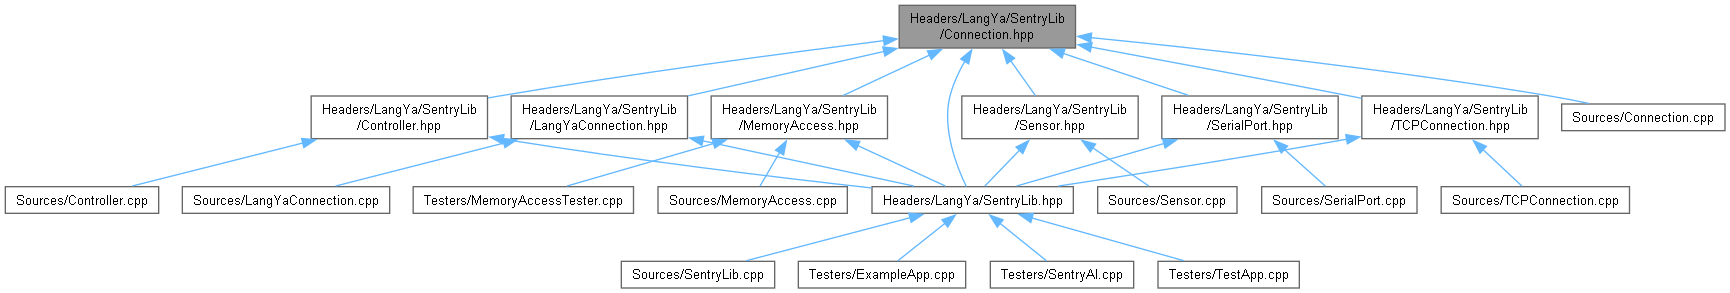 Headers/LangYa/SentryLib
/Connection.hpp
Headers/LangYa/SentryLib
/Controller.hpp
Headers/LangYa/SentryLib
/LangYaConnection.hpp
Headers/LangYa/SentryLib
/MemoryAccess.hpp
Headers/LangYa/SentryLib
/Sensor.hpp
Headers/LangYa/SentryLib
/SerialPort.hpp
Headers/LangYa/SentryLib
/TCPConnection.hpp
Sources/Connection.cpp
Sources/Controller.cpp
Sources/LangYaConnection.cpp
Testers/MemoryAccessTester.cpp
Sources/MemoryAccess.cpp
Headers/LangYa/SentryLib.hpp
Sources/Sensor.cpp
Sources/SerialPort.cpp
Sources/TCPConnection.cpp
Sources/SentryLib.cpp
Testers/ExampleApp.cpp
Testers/SentryAI.cpp
Testers/TestApp.cpp